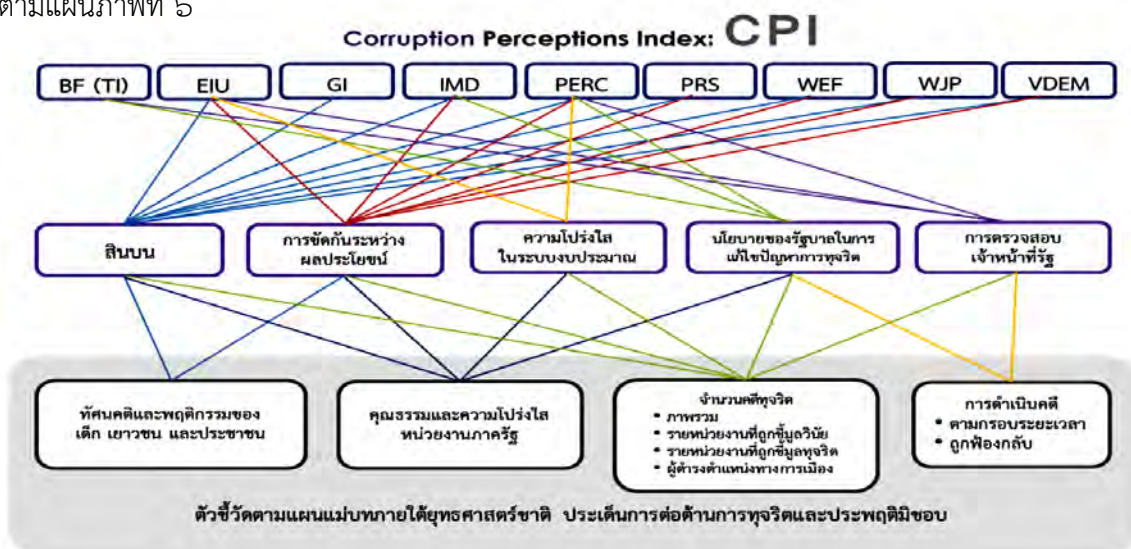 ตามแผนภาพที่ ๖
Corruption Perceptions Index: CPI
BF (TI) EIU GI IMD PERC PRS WEF WJP VDEM
สินบน
การขัดกันระหว่าง
ผลประโยชน์
ความโปร่งใส
ในระบบงบประมาณ
นโยบายของรัฐบาลในการ
แก้ไขปัญหาการทุจริต
การตรวจสอบ
เจ้าหน้าที่รัฐ
ทัศนคติและพฤติกรรมของ
เด็ก เยาวชน และประชาชน
คุณธรรมและความโปร่งใส
หน่วยงานภาครัฐ
จำนวนคดีทุจริต
• ภาพรวม
• รายหน่วยงานที่ถูกชี้มูลวินัย
• รายหน่วยงานที่ถูกชี้มูลทุจริต
• ผู้ดำรงตำแหน่งทางการเมือง
การดำเนินคดี
• ตามกรอบระยะเวลา
• ถูกฟ้องกลับ
ตัวชี้วัดตามแผนแม่บทภายใต้ยุทธศาสตร์ชาติ ประเด็นการต่อต้านการทุจริตและประพฤติมิชอบ